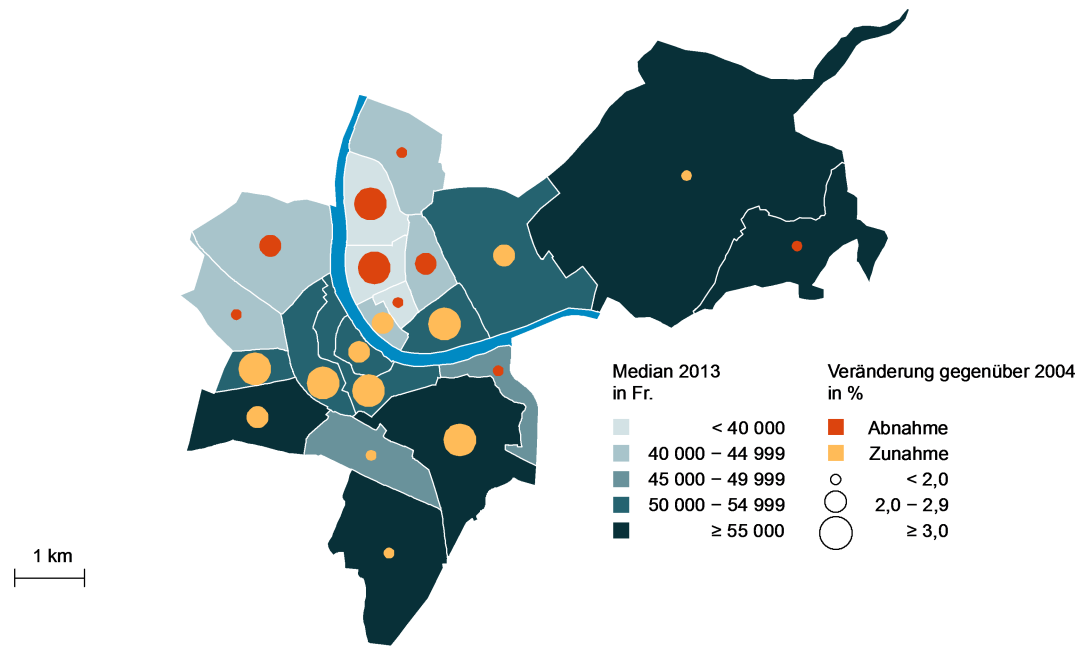 Median 2013
in Fr.
< 40 000
40 000 – 44 999
45 000 – 49 999
50 000 – 54 999
≥ 55 000
Veränderung gegenüber 2004
in %
Abnahme
Zunahme
< 2,0
2,0 – 2,9
≥ 3,0
1 km